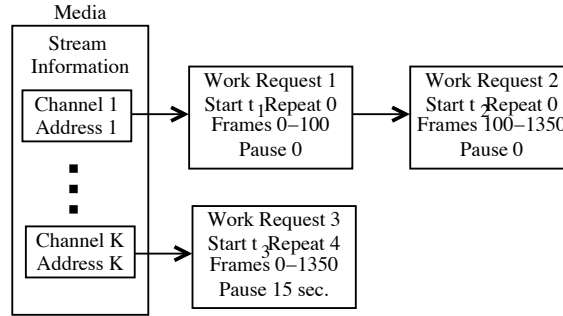 Media
Stream
Information
Channel 1
Address 1
Work Request 1
Start t1 Repeat 0
Frames 0−100
Pause 0
Work Request 2
Start t2 Repeat 0
Frames 100−1350
Pause 0
Channel K
Address K
Work Request 3
Start t3 Repeat 4
Frames 0−1350
Pause 15 sec.